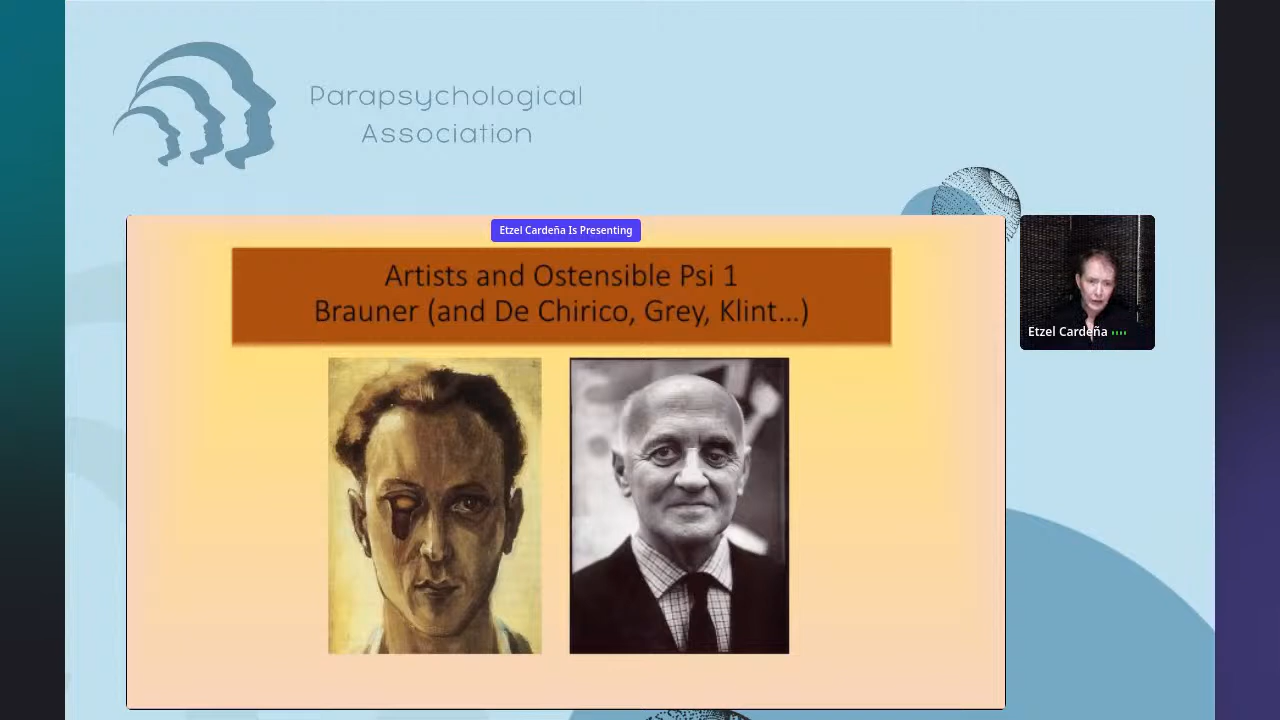 Parapsychological
Association
Etzel Cardeña Is Presenting
Artists and Ostensible Psi 1
Brauner (and De Chirico, Grey, Klint...)
Etzel Cardeña